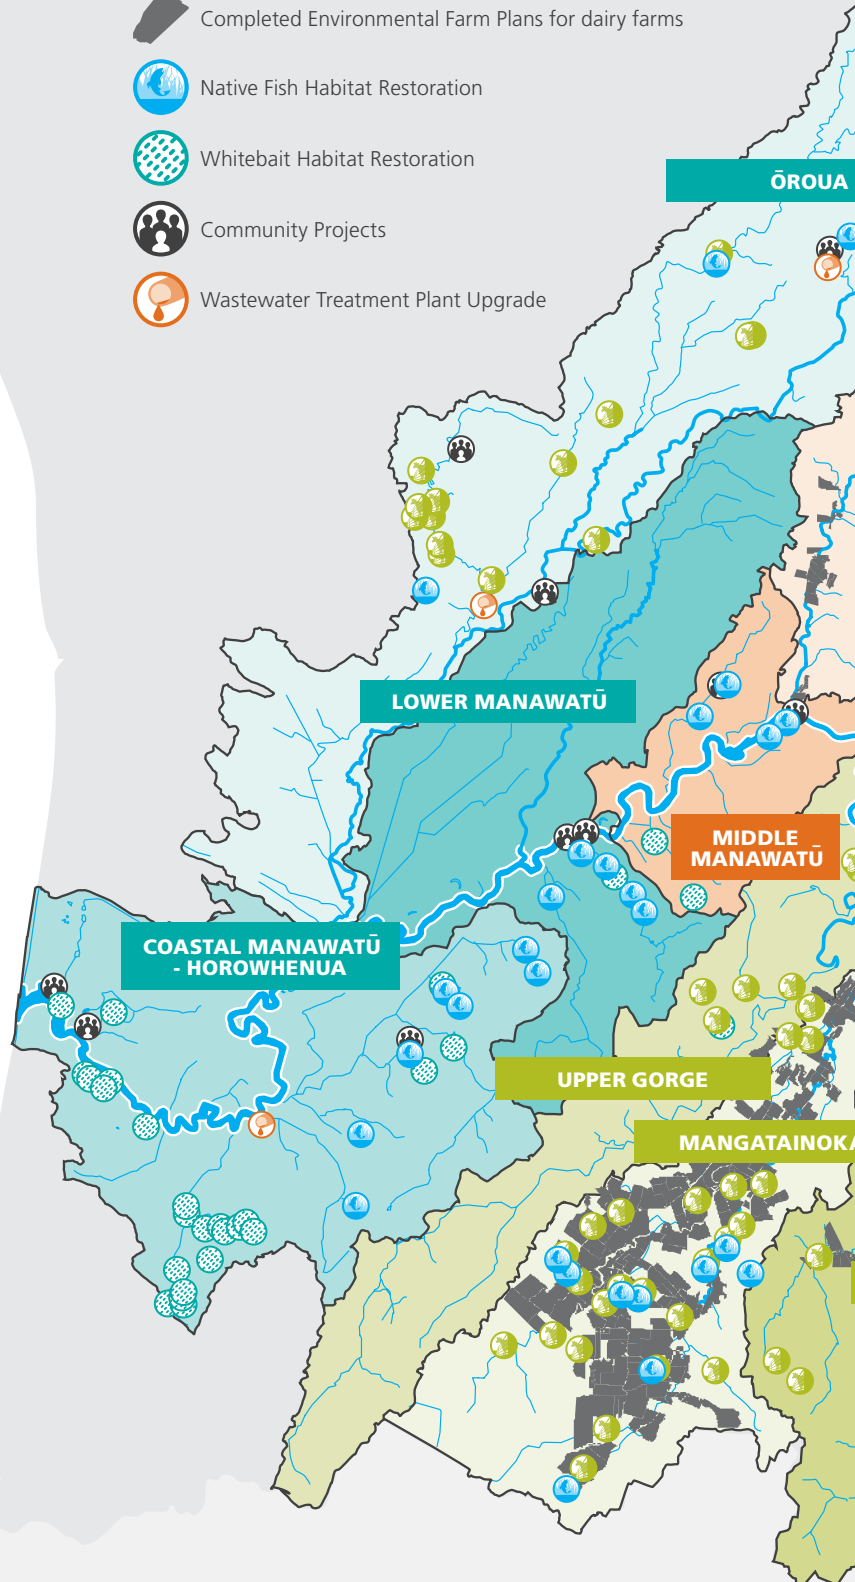 Completed Environmental Farm Plans for dairy farms
Native Fish Habitat Restoration
Whitebait Habitat Restoration
Community Projects
Wastewater Treatment Plant Upgrade
ŌROUA
LOWER MANAWATŪ
MIDDLE
MANAWATŪ
COASTAL MANAWATŪ
- HOROWHENUA
UPPER GORGE
MANGATAINOKA